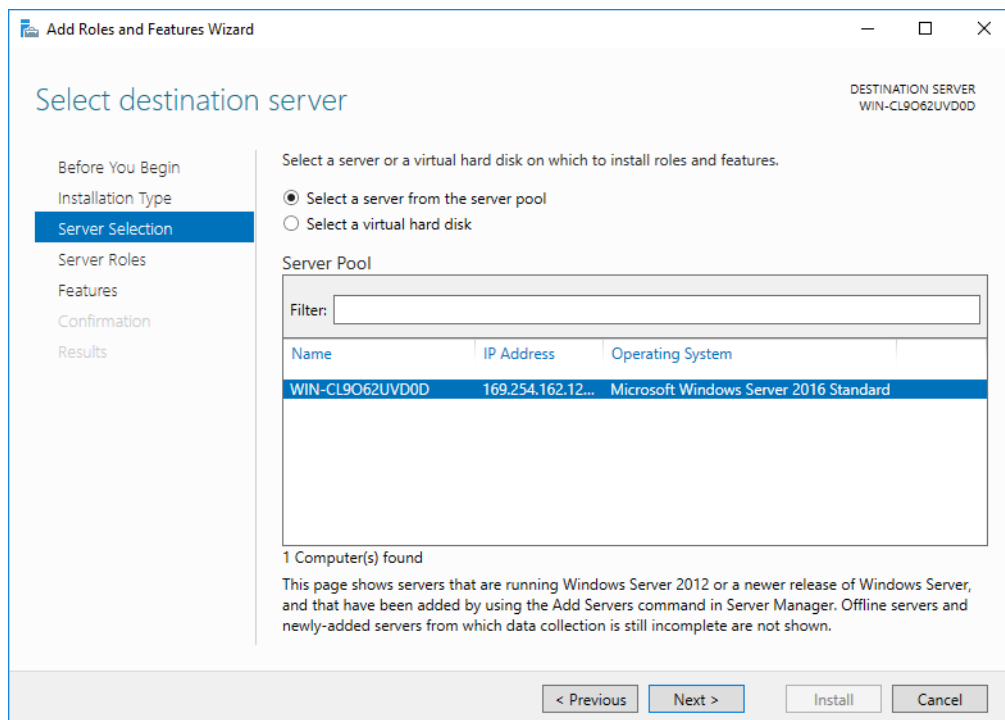 Add Roles and Features Wizard
Select destination server
DESTINATION SERVER
WIN-CL9O62UVD0D
Before You Begin
Installation Type
Server Selection
Server Roles
Features
Confirmation
Results
Select a server or a virtual hard disk on which to install roles and features.
Select a server from the server pool
Select a virtual hard disk
Server Pool
Filter:
Name IP Address Operating System
WIN-CL9O62UVD0D 169.254.162.12... Microsoft Windows Server 2016 Standard
1 Computer(s) found
This page shows servers that are running Windows Server 2012 or a newer release of Windows Server,
and that have been added by using the Add Servers command in Server Manager. Offline servers and
newly-added servers from which data collection is still incomplete are not shown.
< Previous Next > Install Cancel